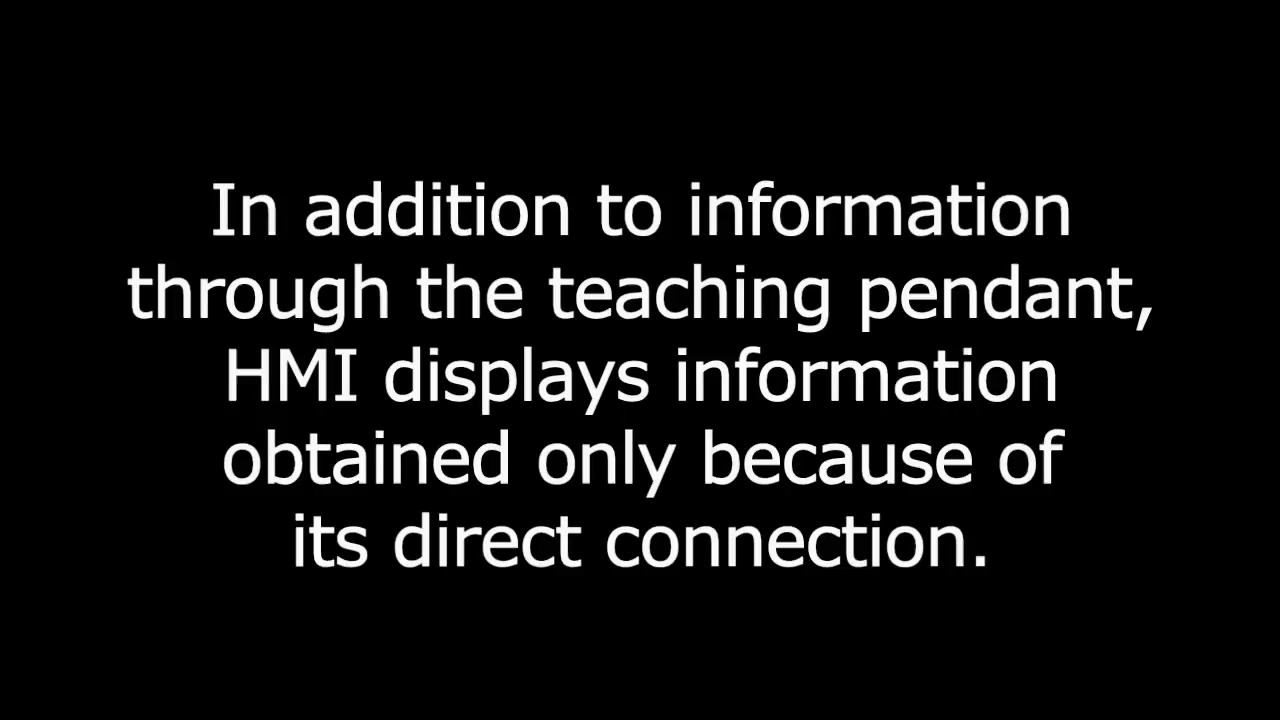 In addition to information
through the teaching pendant,
HMI displays information
obtained only because of
its direct connection.